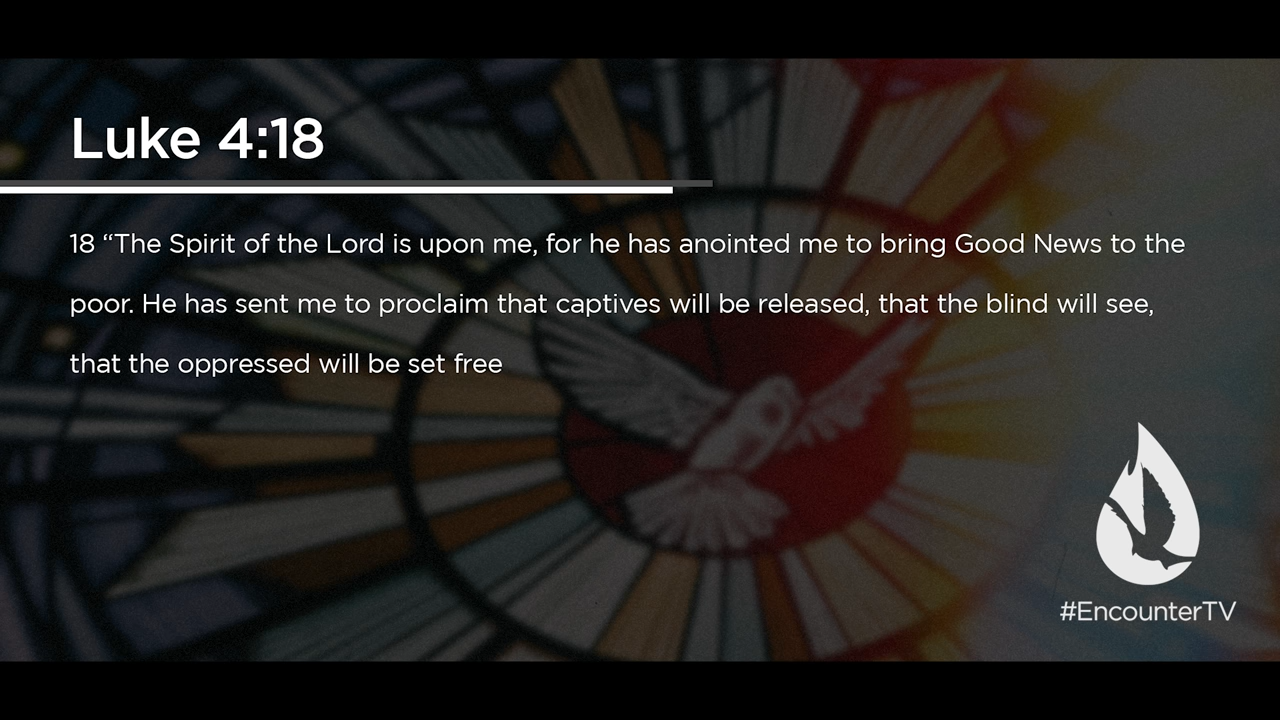 Luke 4:18
18 “The Spirit of the Lord is upon me, for he has anointed me to bring Good News to the
poor. He has sent me to proclaim that captives will be released, that the blind will see,
that the oppressed will be set free
#EncounterTV